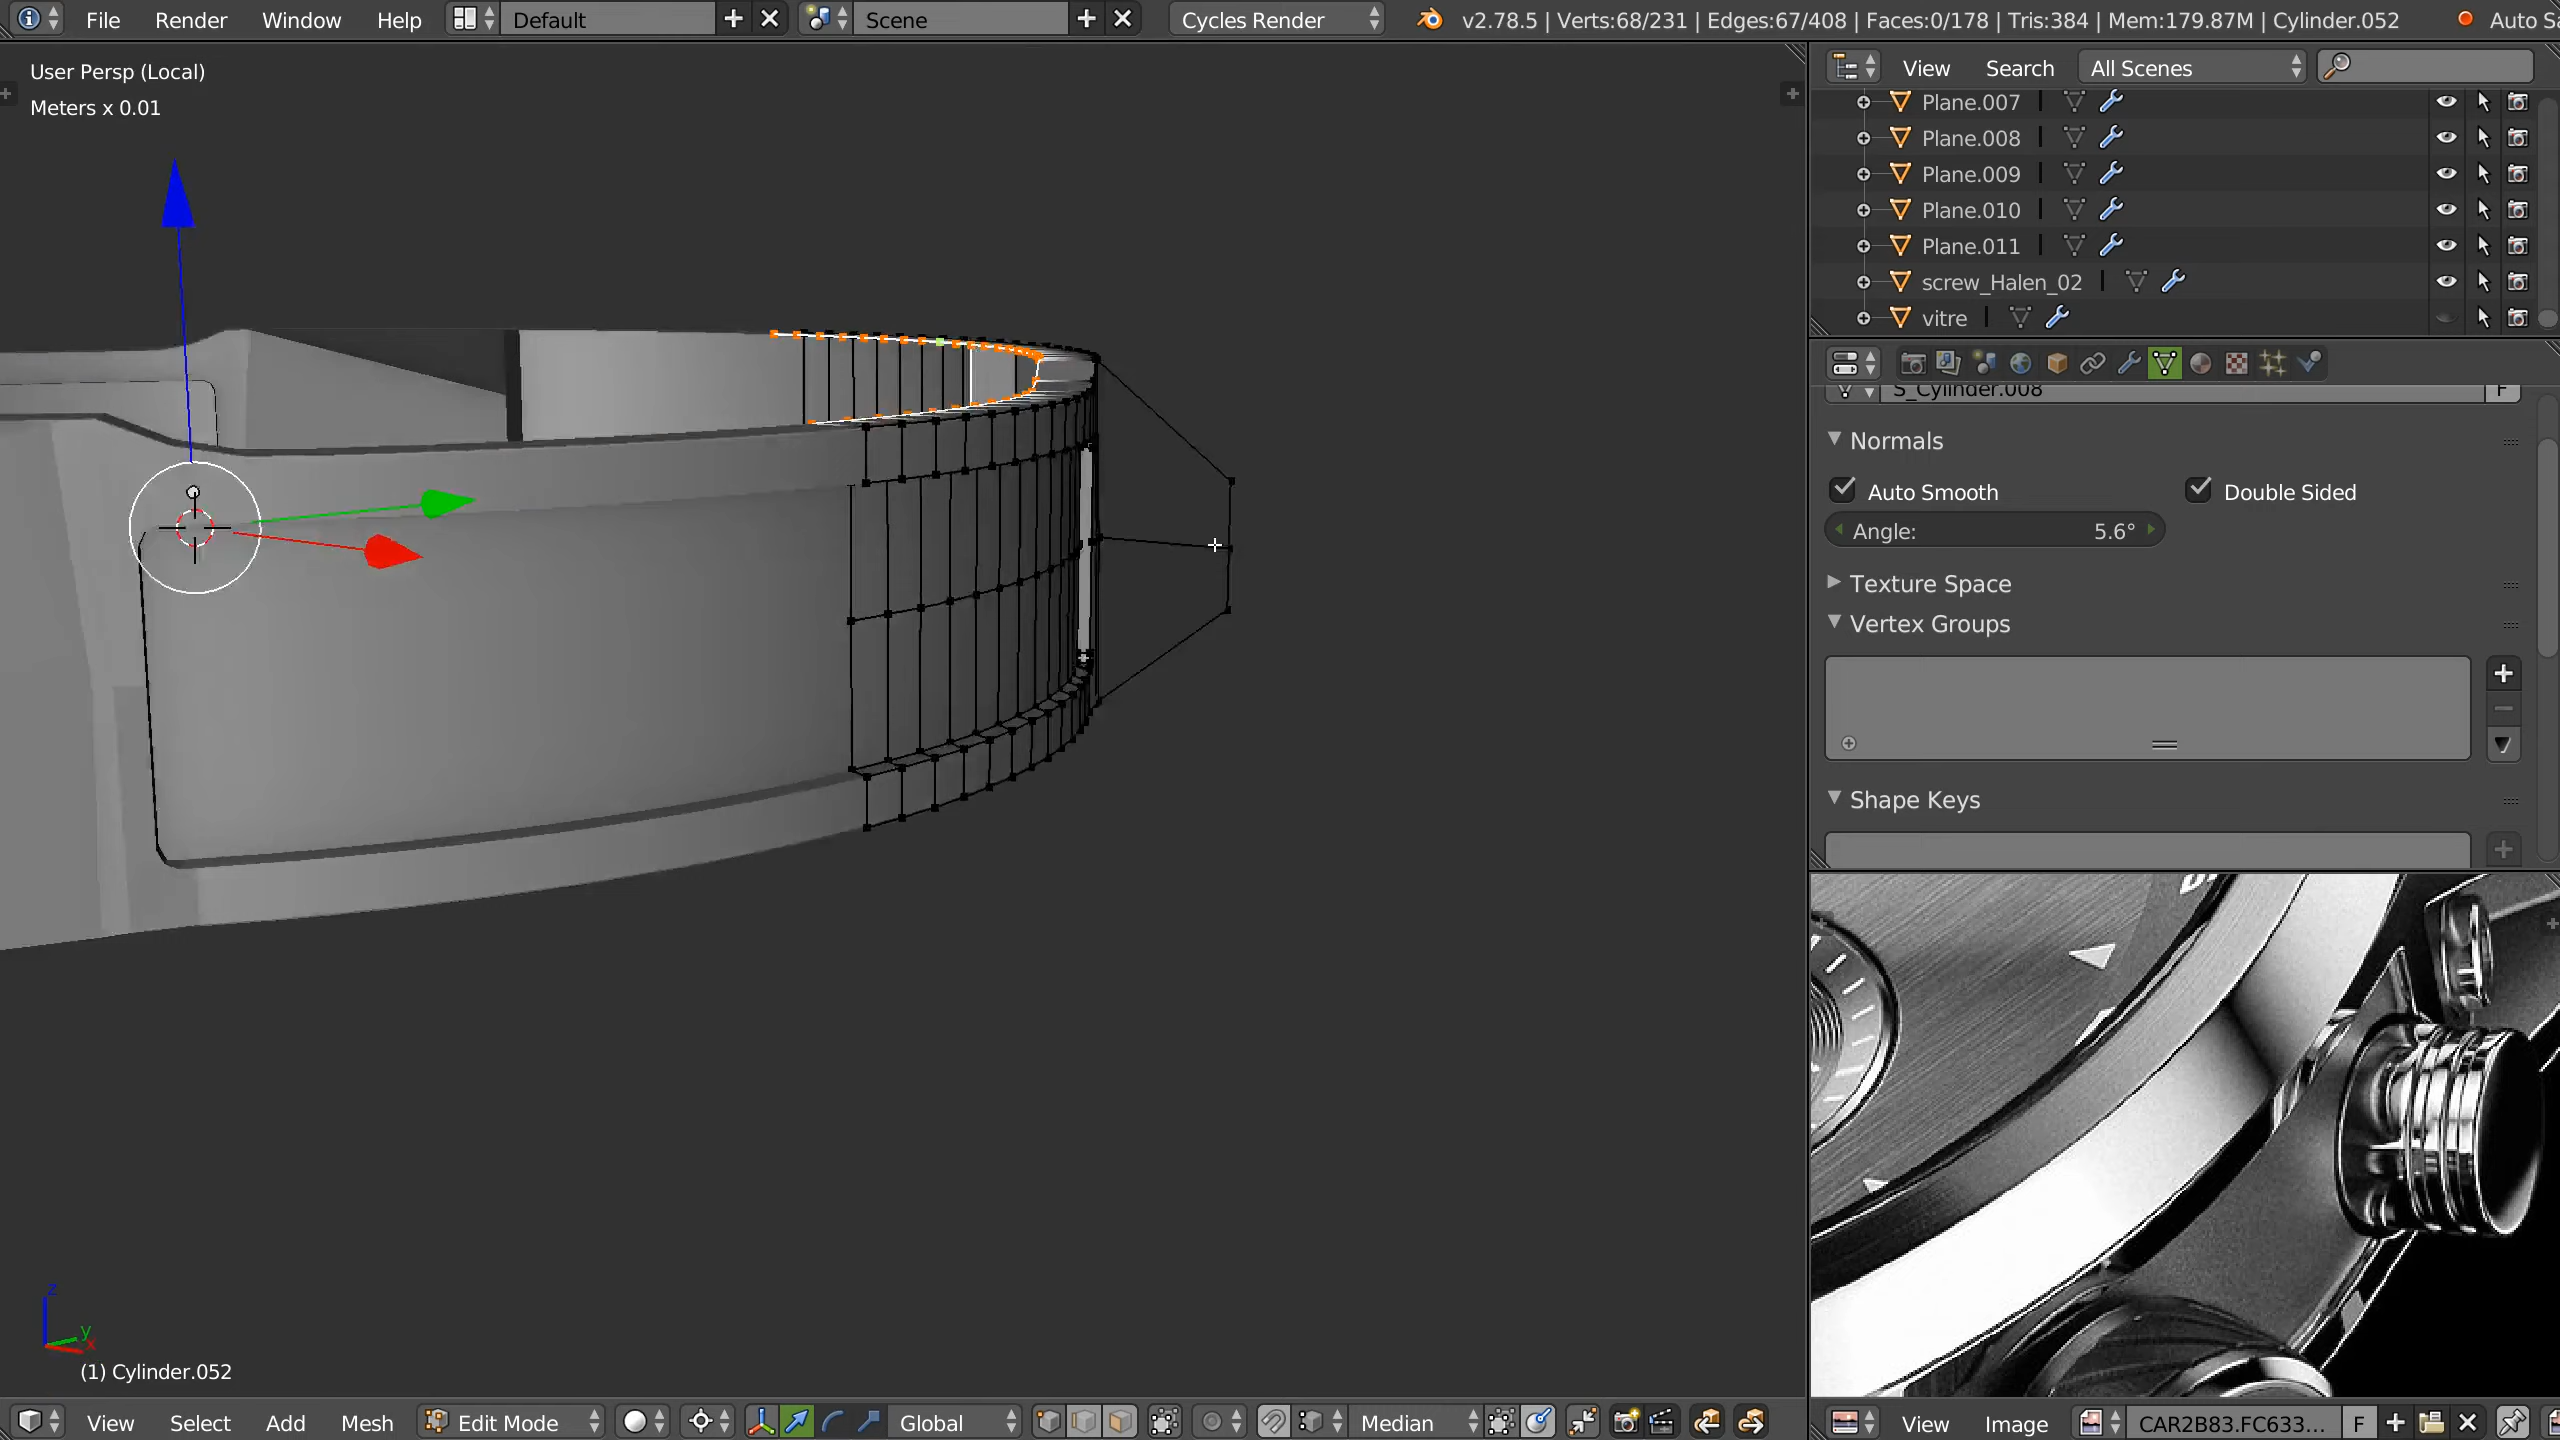 File Render Window Help Default Scene Cycles Render v2.78.5 | Verts:68/231 | Edges:67/408 | Faces:0/178 | Tris:384 | Mem:179.87M | Cylinder.052 Auto
User Persp (Local)
Meters x 0.01
View Search All Scenes
Plane.007
Plane.008
Plane.009
Plane.010
Plane.011
screw_Halen_02
vitre
S_Cylinder.008 F
Normals
Auto Smooth Double Sided
Angle: 5.6°
Texture Space
Vertex Groups
Shape Keys
z
y
x
(1) Cylinder.052
View Select Add Mesh Edit Mode Global Median
View Image CAR2B83.FC633... F